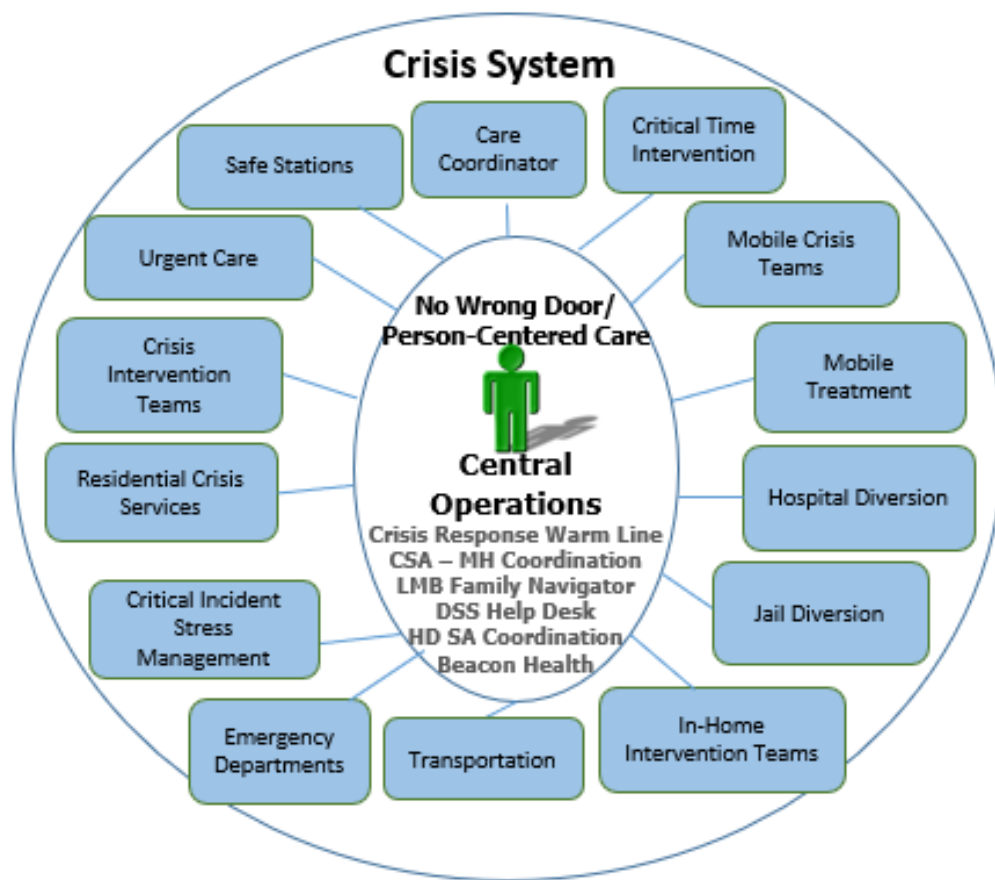 Crisis System
Care
Coordinator
Critical Time
Intervention
Safe Stations
Mobile Crisis
Teams
Urgent Care
No Wrong Door/
Person-Centered Care
Crisis
Intervention
Teams
Mobile
Treatment
Central
Operations
Residential Crisis
Services
Hospital Diversion
Crisis Response Warm Line
CSA – MH Coordination
LMB Family Navigator
DSS Help Desk
HD SA Coordination
Beacon Health
Critical Incident
Stress
Management
Jail Diversion
Emergency
Departments
Transportation
In-Home
Intervention Teams